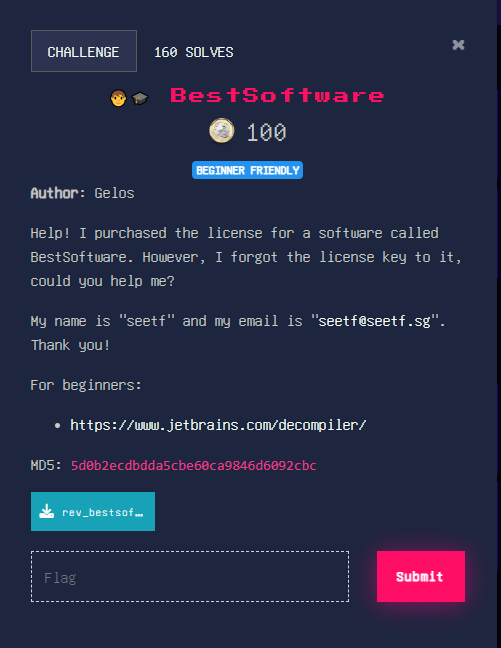 CHALLENGE 160 SOLVES ×
BestSoftware
100
BEGINNER FRIENDLY
Author: Gelos
Help! I purchased the license for a software called
BestSoftware. However, I forgot the license key to it,
could you help me?
My name is "seetf" and my email is "seetf@seetf.sg".
Thank you!
For beginners:
• https://www.jetbrains.com/decompiler/
MD5: 5d0b2ecdbdda5cbe60ca9846d6092cbc
rev_bestsof…
Flag
Submit